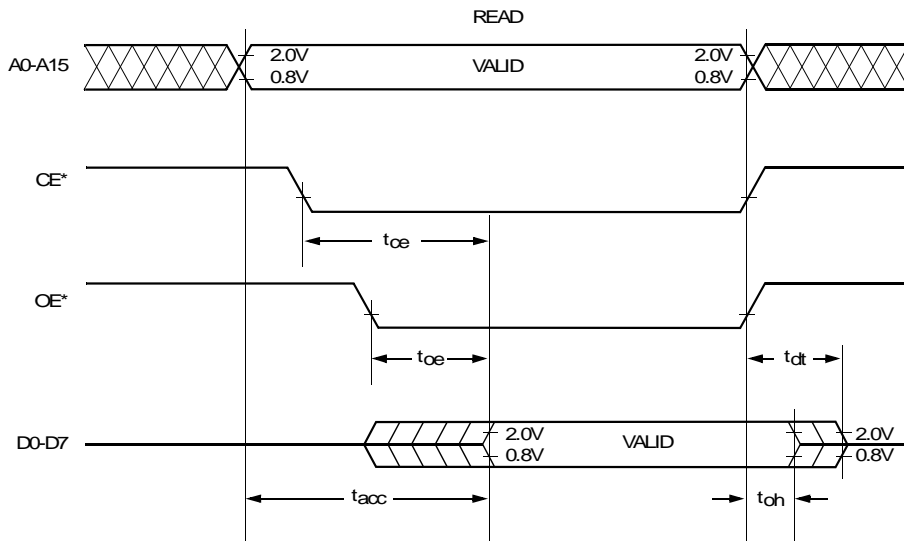 READ
A0-A15
2.0V
0.8V
VALID
2.0V
0.8V
CE*
tce
OE*
toe
tdt
D0-D7
2.0V
0.8V
VALID
2.0V
0.8V
tacc
toh